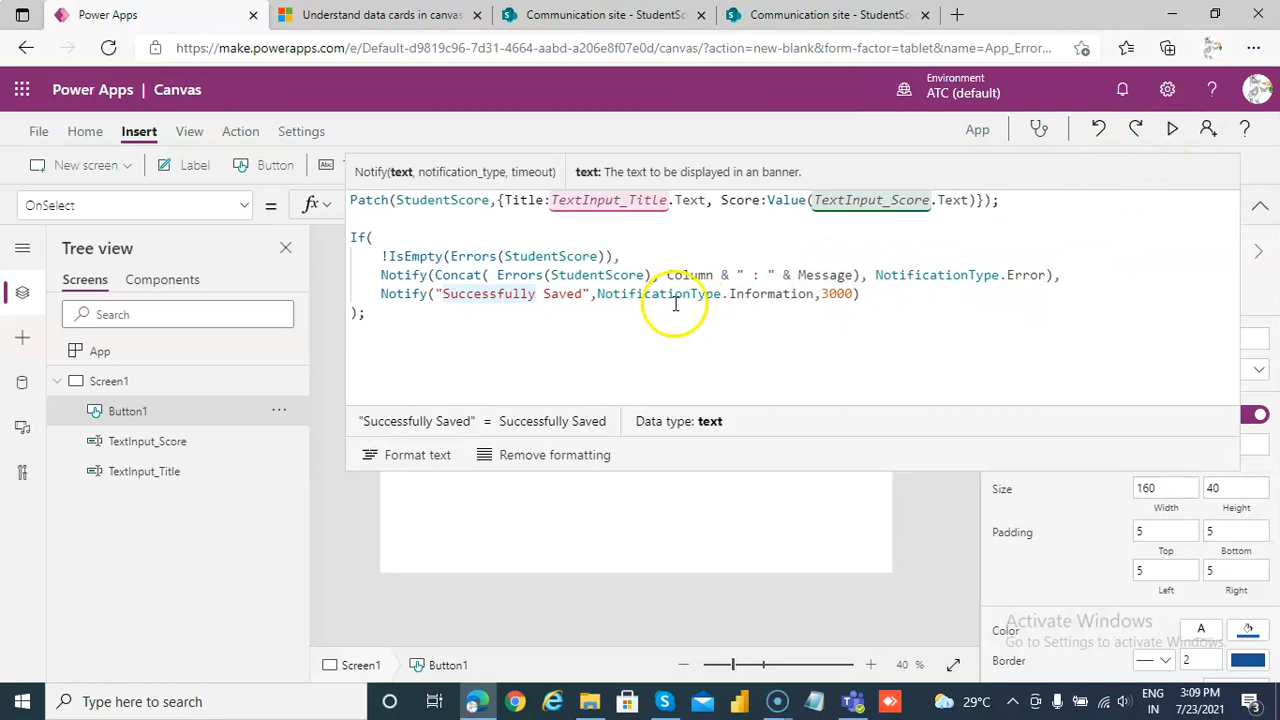 Power Apps
Understand data cards in canvas
Communication site - StudentSc
Communication site - StudentSc
https://make.powerapps.com/e/Default-d9819c96-7d31-4664-aabd-a206e8f07e0d/canvas/?action=new-blank&form-factor=tablet&name=App_Error...
Power Apps | Canvas
Environment
ATC (default)
File Home Insert View Action Settings
App
New screen Label Button Abc
Notify(text, notification_type, timeout) text: The text to be displayed in an banner.
OnSelect = fx
Patch(StudentScore,{Title:TextInput_Title.Text, Score:Value(TextInput_Score.Text)});
If(
!IsEmpty(Errors(StudentScore)),
Notify(Concat( Errors(StudentScore), Column & " : " & Message), NotificationType.Error),
Notify("Successfully Saved",NotificationType.Information,3000)
);
"Successfully Saved" = Successfully Saved Data type: text
Format text Remove formatting
Tree view
Screens Components
Search
App
Screen1
Button1 ...
TextInput_Score
TextInput_Title
Size 160 40
Width Height
Padding 5 5
Top Bottom
5 5
Left Right
Color A
Border 2
Activate Windows
Go to Settings to activate Windows.
Screen1 Button1 40 %
Type here to search
29°C
ENG
IN
3:09 PM
7/23/2021
3